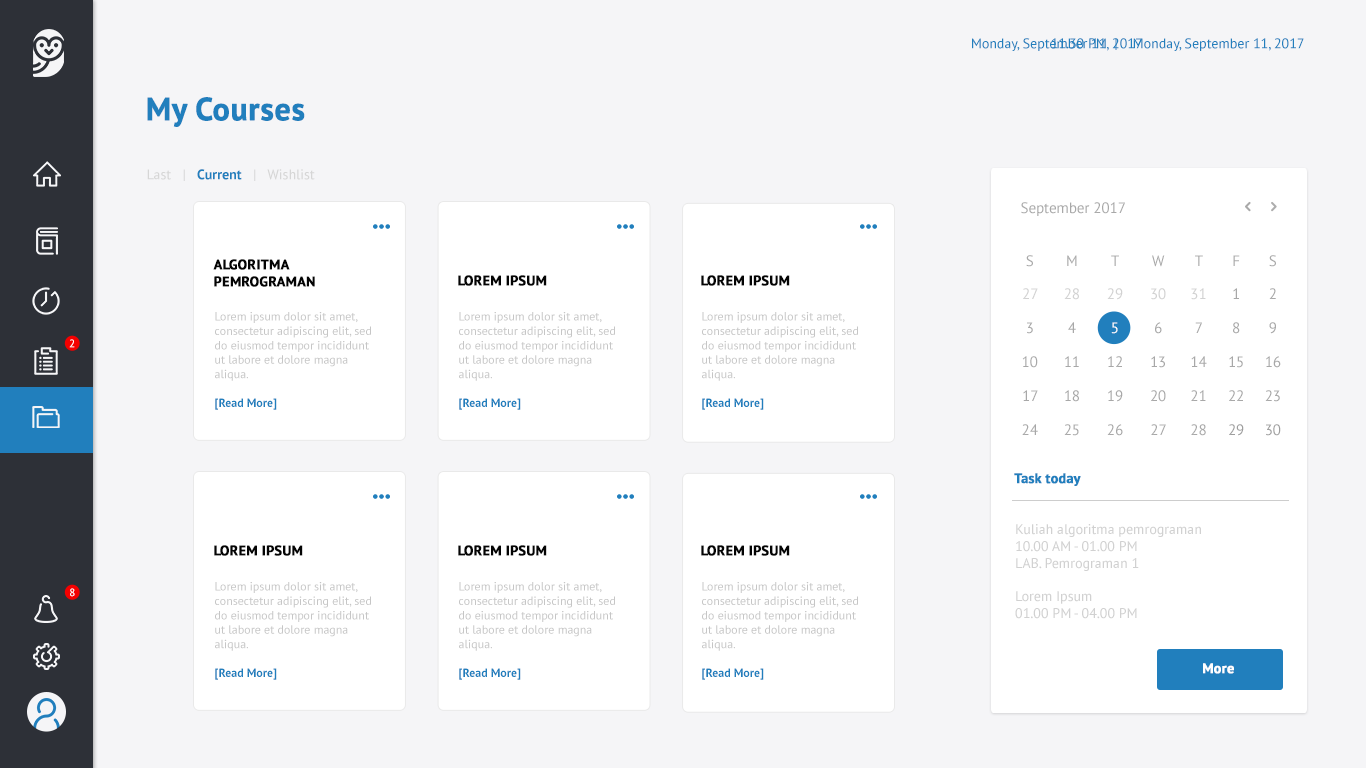 Monday, September 11, 2017
11.30 PM | Monday, September 11, 2017
My Courses
Last | Current | Wishlist
ALGORITMA
PEMROGRAMAN
Lorem ipsum dolor sit amet,
consectetur adipiscing elit, sed
do eiusmod tempor incididunt
ut labore et dolore magna
aliqua.
[Read More]
LOREM IPSUM
Lorem ipsum dolor sit amet,
consectetur adipiscing elit, sed
do eiusmod tempor incididunt
ut labore et dolore magna
aliqua.
[Read More]
LOREM IPSUM
Lorem ipsum dolor sit amet,
consectetur adipiscing elit, sed
do eiusmod tempor incididunt
ut labore et dolore magna
aliqua.
[Read More]
2
LOREM IPSUM
Lorem ipsum dolor sit amet,
consectetur adipiscing elit, sed
do eiusmod tempor incididunt
ut labore et dolore magna
aliqua.
[Read More]
LOREM IPSUM
Lorem ipsum dolor sit amet,
consectetur adipiscing elit, sed
do eiusmod tempor incididunt
ut labore et dolore magna
aliqua.
[Read More]
LOREM IPSUM
Lorem ipsum dolor sit amet,
consectetur adipiscing elit, sed
do eiusmod tempor incididunt
ut labore et dolore magna
aliqua.
[Read More]
8
September 2017
S M T W T F S
27 28 29 30 31 1 2
3 4 5 6 7 8 9
10 11 12 13 14 15 16
17 18 19 20 21 22 23
24 25 26 27 28 29 30
Task today
Kuliah algoritma pemrograman
10.00 AM - 01.00 PM
LAB. Pemrograman 1
Lorem Ipsum
01.00 PM - 04.00 PM
More